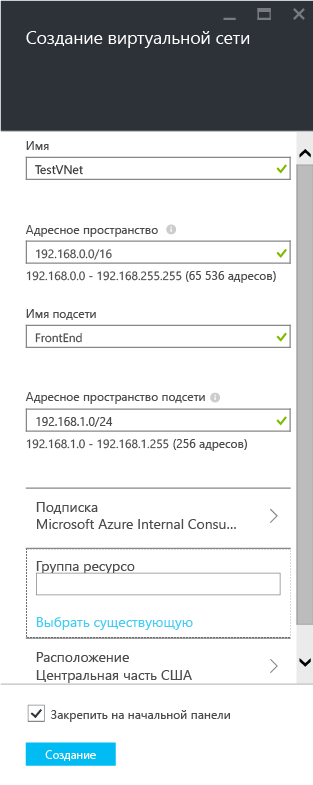 Создание виртуальной сети
Имя
TestVNet
Адресное пространство
192.168.0.0/16
192.168.0.0 - 192.168.255.255 (65 536 адресов)
Имя подсети
FrontEnd
Адресное пространство подсети
192.168.1.0/24
192.168.1.0 - 192.168.1.255 (256 адресов)
Подписка
Microsoft Azure Internal Consu...
Группа ресурсо
Выбрать существующую
Расположение
Центральная часть США
Закрепить на начальной панели
Создание